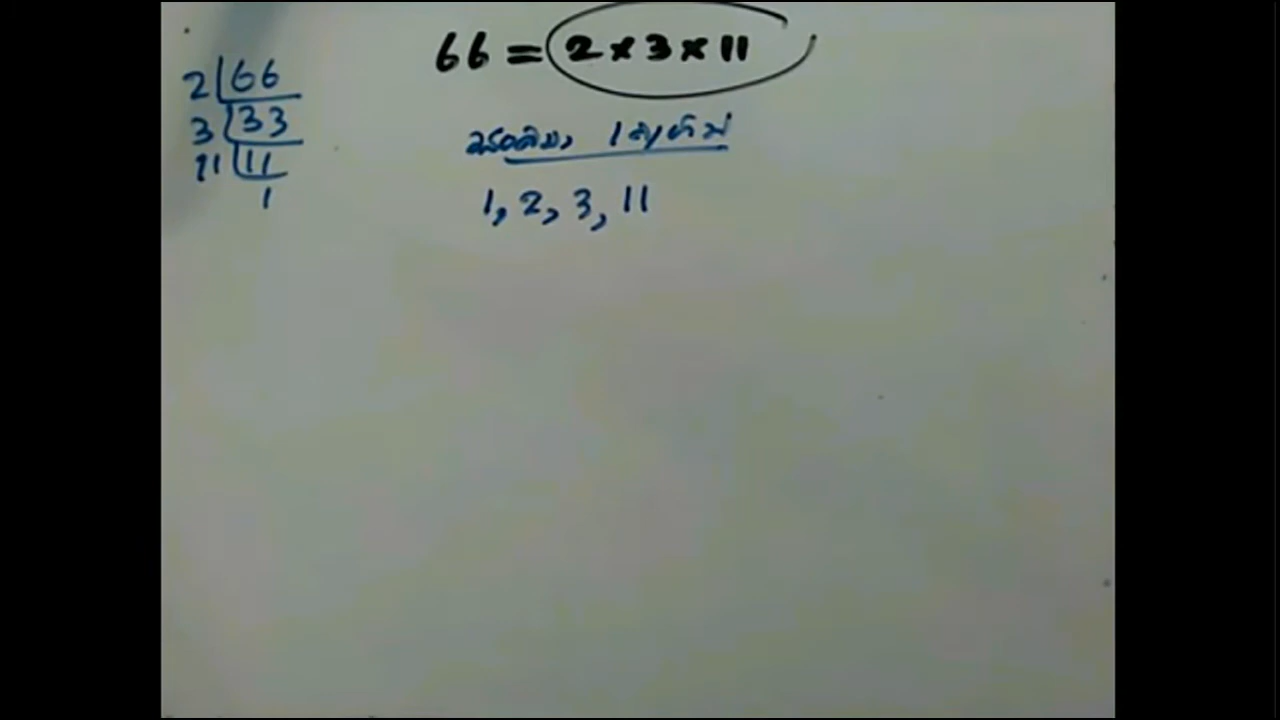 66 = 2 × 3 × 11
2 66
3 33
11 11
1
1, 2, 3, 11